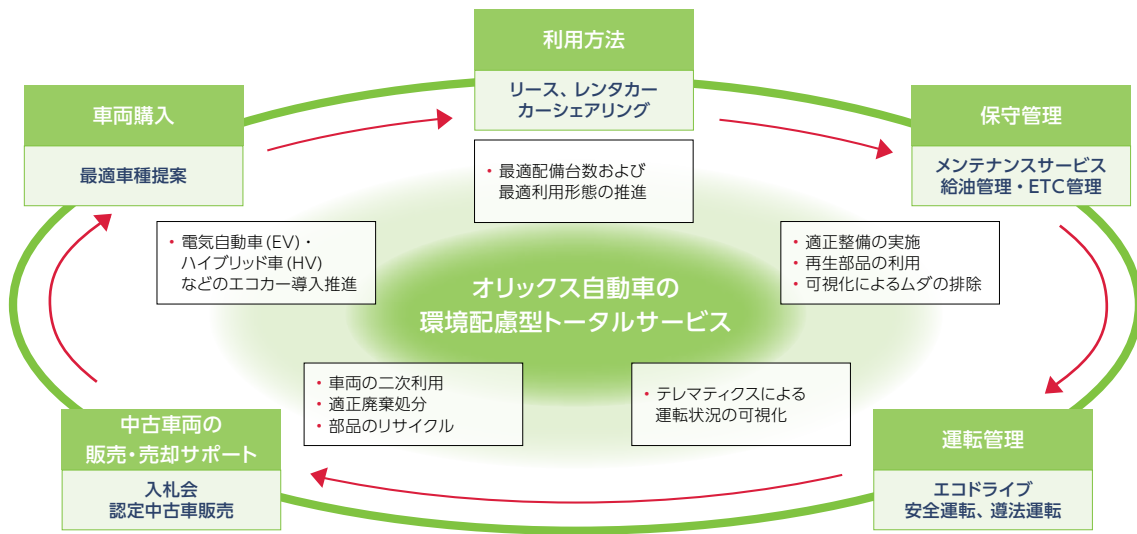 利用方法
リース、レンタカー
カーシェアリング
・最適配備台数および
最適利用形態の推進
車両購入
最適車種提案
・電気自動車(EV)・
ハイブリッド車(HV)
などのエコカー導入推進
保守管理
メンテナンスサービス
給油管理・ETC管理
・適正整備の実施
・再生部品の利用
・可視化によるムダの排除
オリックス自動車の
環境配慮型トータルサービス
・車両の二次利用
・適正廃棄処分
・部品のリサイクル
・テレマティクスによる
運転状況の可視化
中古車両の
販売・売却サポート
入札会
認定中古車販売
運転管理
エコドライブ
安全運転、遵法運転